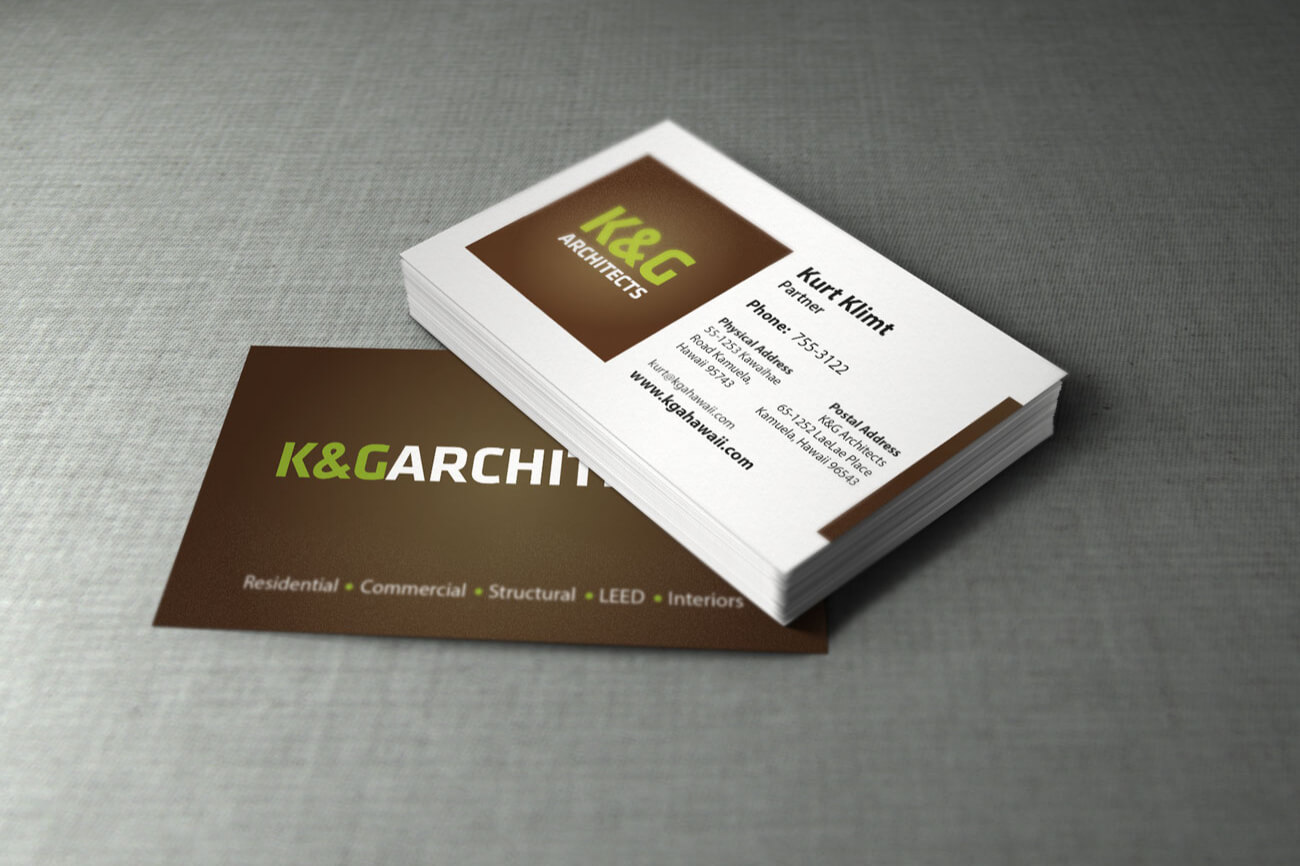 K&G
ARCHITECTS
Kurt Klimt
Partner
Phone: 755-3122
Physical Address
55-1253 Kawaihae
Road Kamuela,
Hawaii 95743
kurt@kgahawaii.com
www.kgahawaii.com
Postal Address
K&G Architects
65-1252 LaeLae Place
Kamuela, Hawaii 96543
K&GARCHIT
Residential • Commercial • Structural • LEED • Interiors